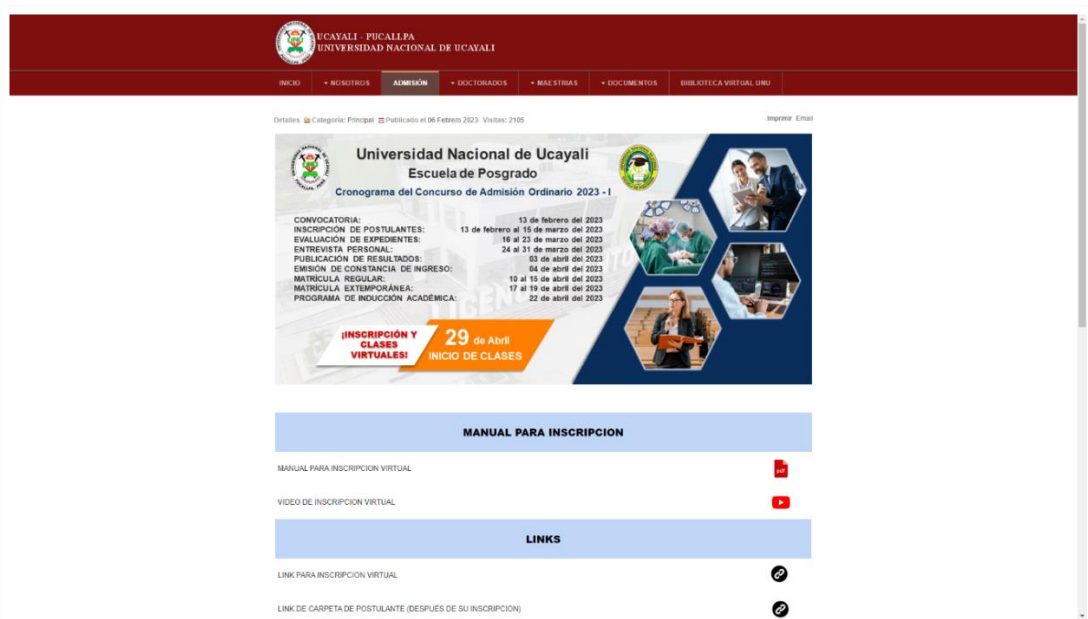 UCAYALI - PUCALLPA
UNIVERSIDAD NACIONAL DE UCAYALI
INICIO NOSOTROS ADMISIÓN DOCTORADOS MAESTRIAS DOCUMENTOS BIBLIOTECA VIRTUAL UNU
Detalles Categoría: Principal Publicado el 06 Febrero 2023 Visitas: 2105 Imprimir Email
Universidad Nacional de Ucayali
Escuela de Posgrado
Cronograma del Concurso de Admisión Ordinario 2023 - I
CONVOCATORIA: 13 de febrero del 2023
INSCRIPCIÓN DE POSTULANTES: 13 de febrero al 15 de marzo del 2023
EVALUACIÓN DE EXPEDIENTES: 16 al 23 de marzo del 2023
ENTREVISTA PERSONAL: 24 al 31 de marzo del 2023
PUBLICACIÓN DE RESULTADOS: 03 de abril del 2023
EMISIÓN DE CONSTANCIA DE INGRESO: 04 de abril del 2023
MATRÍCULA REGULAR: 10 al 15 de abril del 2023
MATRÍCULA EXTEMPORÁNEA: 17 al 19 de abril del 2023
PROGRAMA DE INDUCCIÓN ACADÉMICA: 22 de abril del 2023
¡INSCRIPCIÓN Y
CLASES
VIRTUALES!
29 de Abril
INICIO DE CLASES
MANUAL PARA INSCRIPCION
MANUAL PARA INSCRIPCION VIRTUAL
pdf
VIDEO DE INSCRIPCION VIRTUAL
LINKS
LINK PARA INSCRIPCION VIRTUAL
LINK DE CARPETA DE POSTULANTE (DESPUÉS DE SU INSCRIPCION)